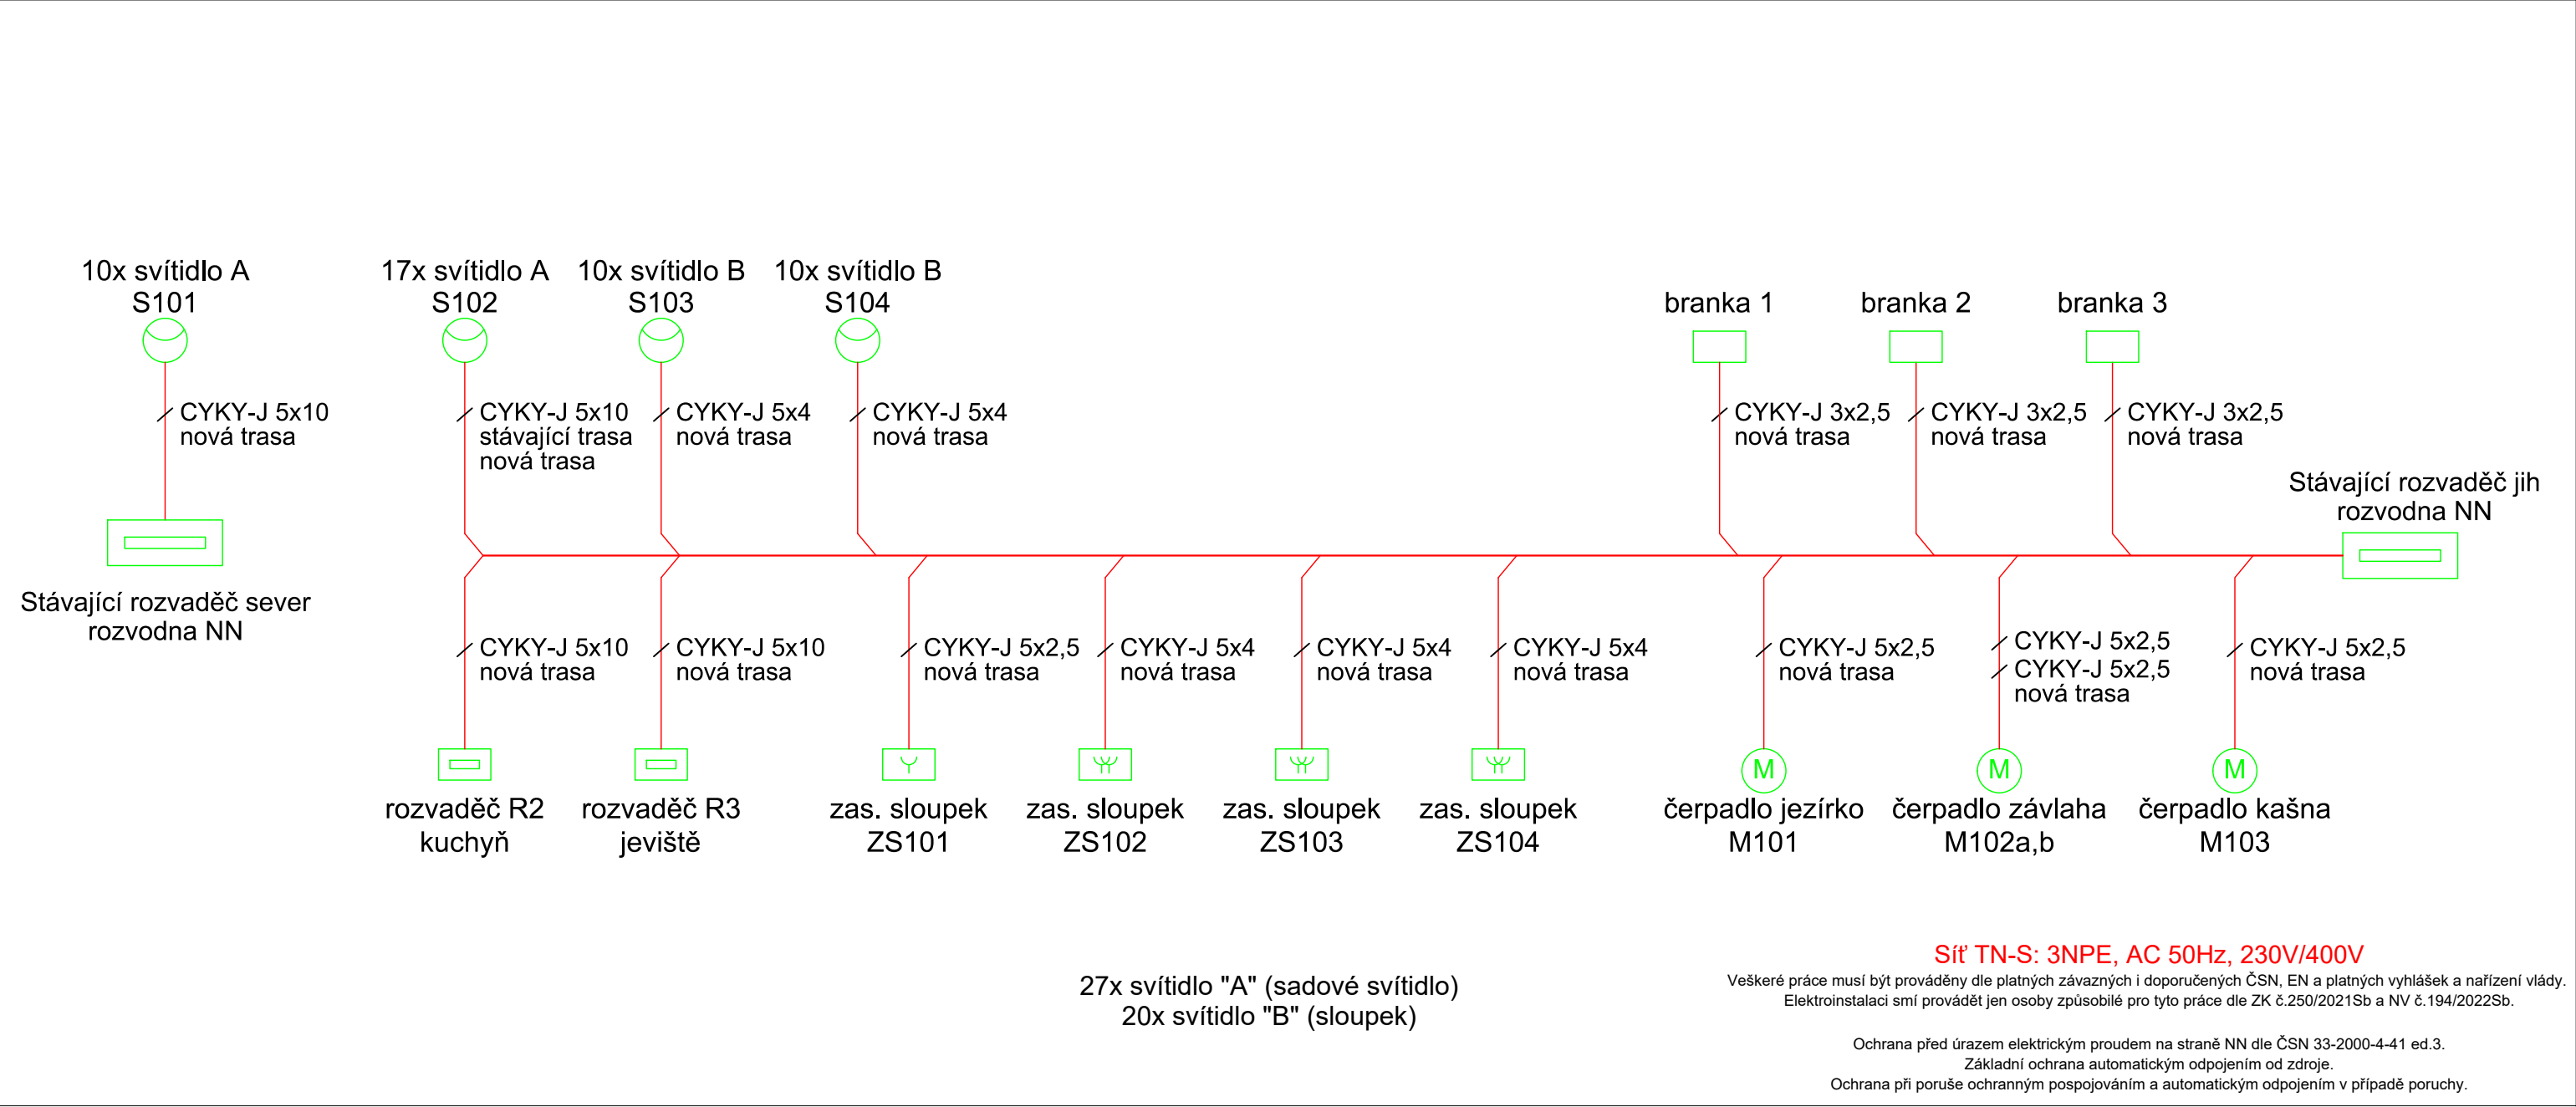 10x svítidlo A
S101
17x svítidlo A
S102
10x svítidlo B
S103
10x svítidlo B
S104
branka 1
branka 2
branka 3
CYKY-J 5x10
nová trasa
CYKY-J 5x10
stávající trasa
nová trasa
CYKY-J 5x4
nová trasa
CYKY-J 5x4
nová trasa
CYKY-J 3x2,5
nová trasa
CYKY-J 3x2,5
nová trasa
CYKY-J 3x2,5
nová trasa
Stávající rozvaděč jih
rozvodna NN
Stávající rozvaděč sever
rozvodna NN
CYKY-J 5x10
nová trasa
CYKY-J 5x10
nová trasa
CYKY-J 5x2,5
nová trasa
CYKY-J 5x4
nová trasa
CYKY-J 5x4
nová trasa
CYKY-J 5x4
nová trasa
CYKY-J 5x2,5
nová trasa
CYKY-J 5x2,5
CYKY-J 5x2,5
nová trasa
CYKY-J 5x2,5
nová trasa
M
M
M
rozvaděč R2
kuchyň
rozvaděč R3
jeviště
zas. sloupek
ZS101
zas. sloupek
ZS102
zas. sloupek
ZS103
zas. sloupek
ZS104
čerpadlo jezírko
M101
čerpadlo závlaha
M102a,b
čerpadlo kašna
M103
27x svítidlo "A" (sadové svítidlo)
20x svítidlo "B" (sloupek)
Síť TN-S: 3NPE, AC 50Hz, 230V/400V
Veškeré práce musí být prováděny dle platných závazných i doporučených ČSN, EN a platných vyhlášek a nařízení vlády.
Elektroinstalaci smí provádět jen osoby způsobilé pro tyto práce dle ZK č.250/2021Sb a NV č.194/2022Sb.
Ochrana před úrazem elektrickým proudem na straně NN dle ČSN 33-2000-4-41 ed.3.
Základní ochrana automatickým odpojením od zdroje.
Ochrana při poruše ochranným pospojováním a automatickým odpojením v případě poruchy.